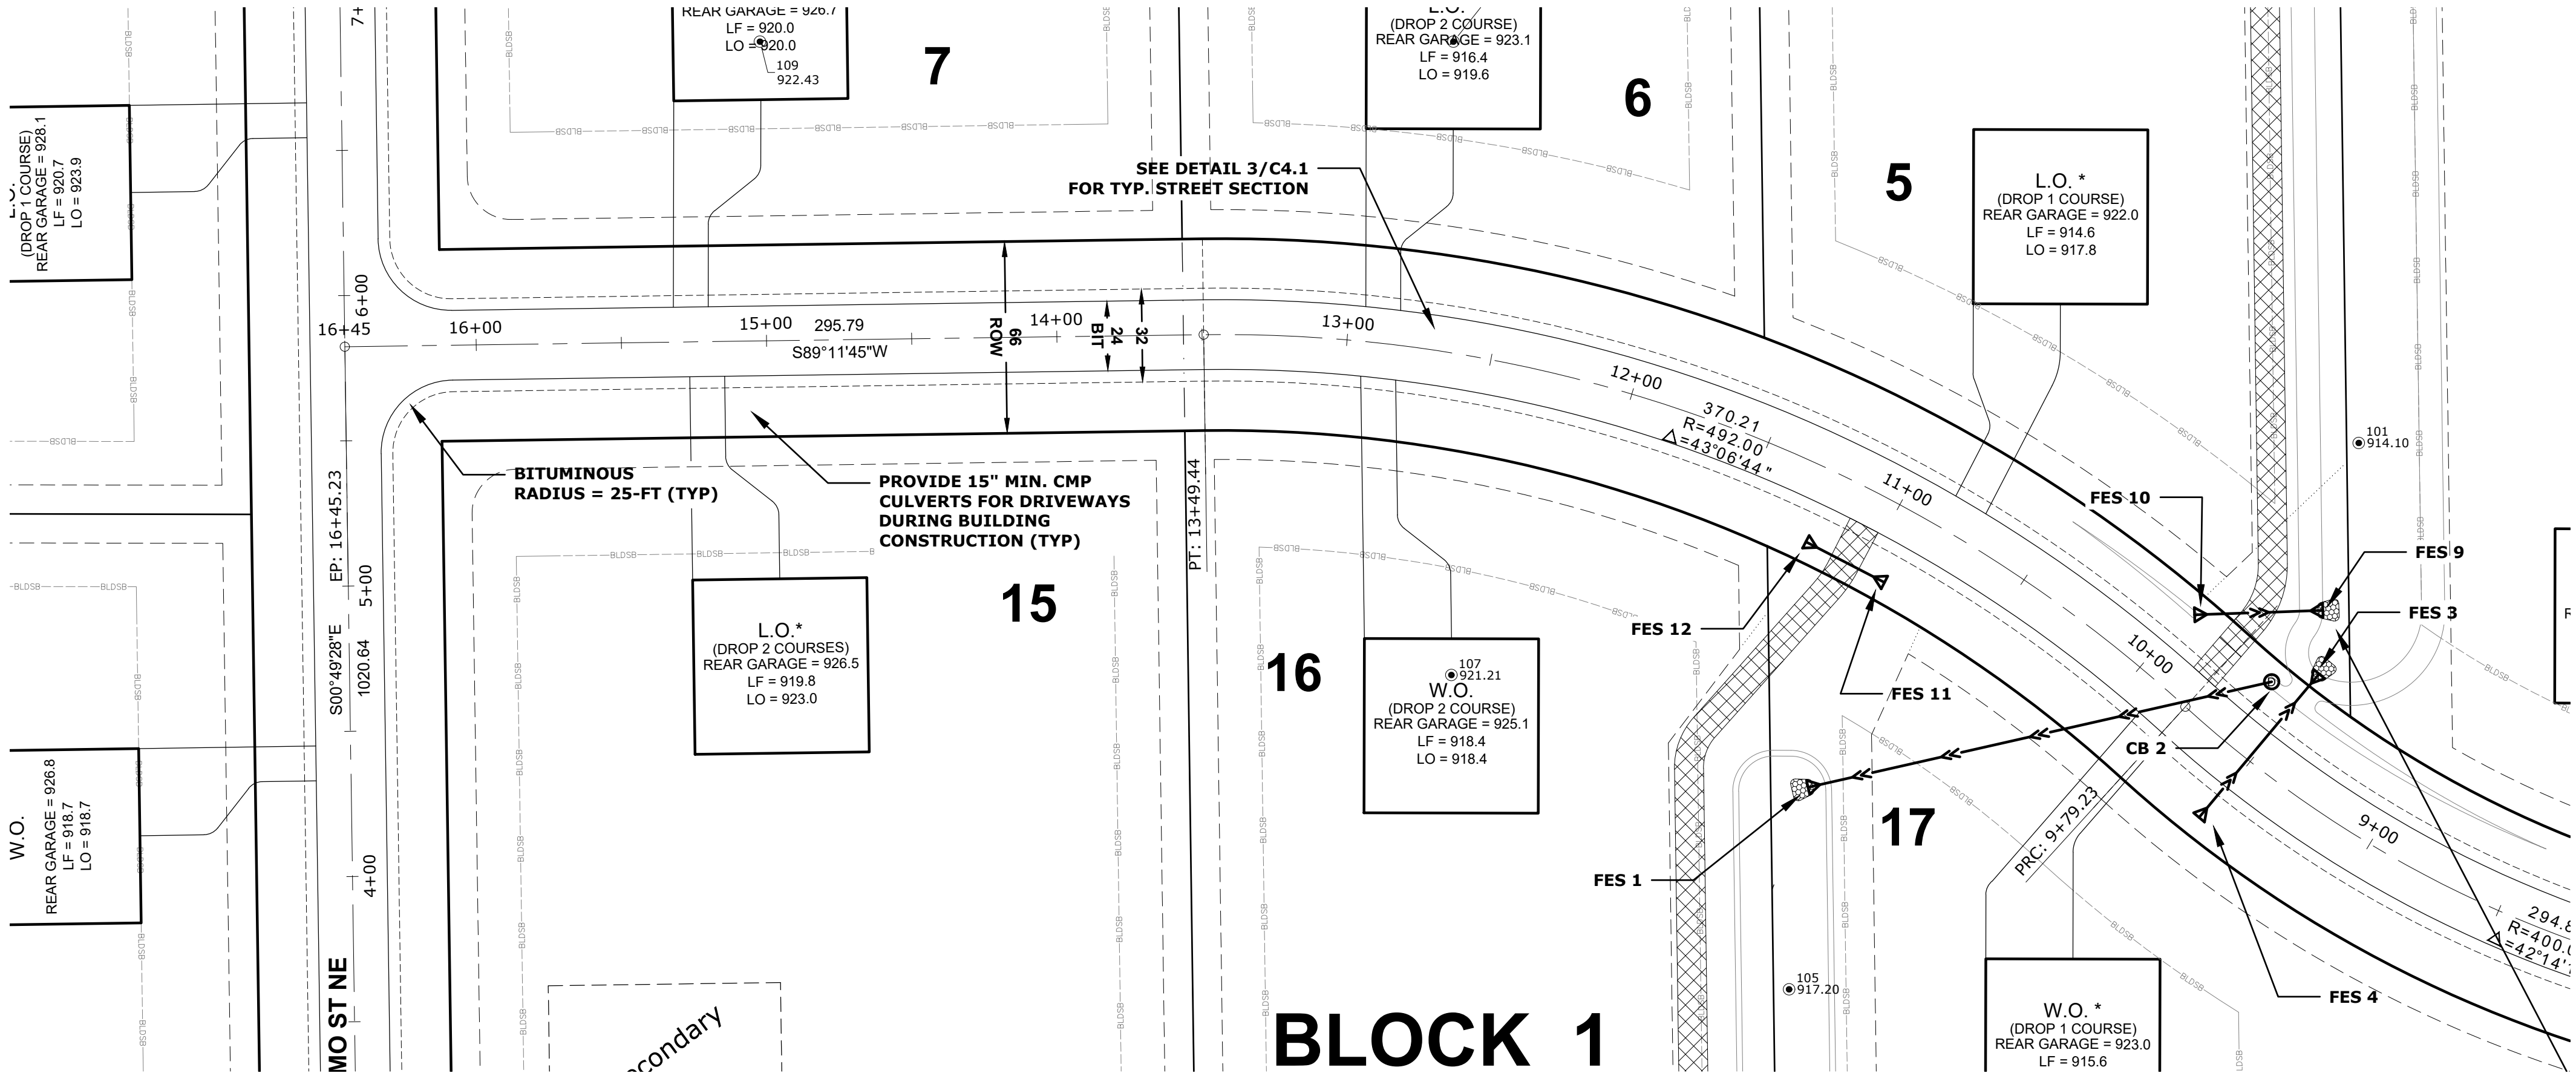 7+
REAR GARAGE = 926.7
LF = 920.0
LO = 920.0
109
922.43
7
L.O.
(DROP 2 COURSE)
REAR GARAGE = 923.1
LF = 916.4
LO = 919.6
6
5
L.O. *
(DROP 1 COURSE)
REAR GARAGE = 922.0
LF = 914.6
LO = 917.8
L.O.
(DROP 1 COURSE)
REAR GARAGE = 928.1
LF = 920.7
LO = 923.9
SEE DETAIL 3/C4.1
FOR TYP. STREET SECTION
6+00
16+45
16+00
15+00
295.79
S89°11'45"W
66
ROW
14+00
24
BIT
32
13+00
12+00
370.21
R=492.00
△=43°06'44"
11+00
101
914.10
BITUMINOUS
RADIUS = 25-FT (TYP)
PROVIDE 15" MIN. CMP
CULVERTS FOR DRIVEWAYS
DURING BUILDING
CONSTRUCTION (TYP)
EP: 16+45.23
PT: 13+49.44
FES 10
FES 9
FES 3
5+00
S00°49'28"E
1020.64
15
L.O.*
(DROP 2 COURSES)
REAR GARAGE = 926.5
LF = 919.8
LO = 923.0
16
107
921.21
W.O.
(DROP 2 COURSE)
REAR GARAGE = 925.1
LF = 918.4
LO = 918.4
FES 12
FES 11
10+00
CB 2
W.O.
REAR GARAGE = 926.8
LF = 918.7
LO = 918.7
4+00
FES 1
17
PRC: 9+79.23
9+00
294.8
R=400.0
△=42°14'
FES 4
105
917.20
MO ST NE
econdary
BLOCK 1
W.O. *
(DROP 1 COURSE)
REAR GARAGE = 923.0
LF = 915.6
BLDSB